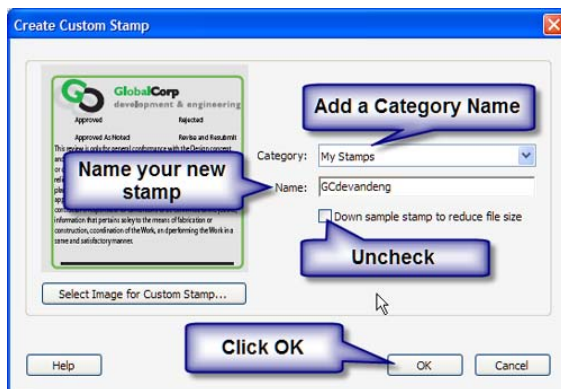 Create Custom Stamp
GlobalCorp
development & engineering
Approved Rejected
Approved As Noted Revise and Resubmit
This review is only for general conformance with the Design concept
Add a Category Name
Category: My Stamps
Name your new
stamp
Name: GCdevandeng
Down sample stamp to reduce file size
information that pertains soley to the means of fabrication or
construction, coordination of the Work, and performing the Work in a
same and satisfactory manner.
Uncheck
Select Image for Custom Stamp...
Click OK
Help OK Cancel